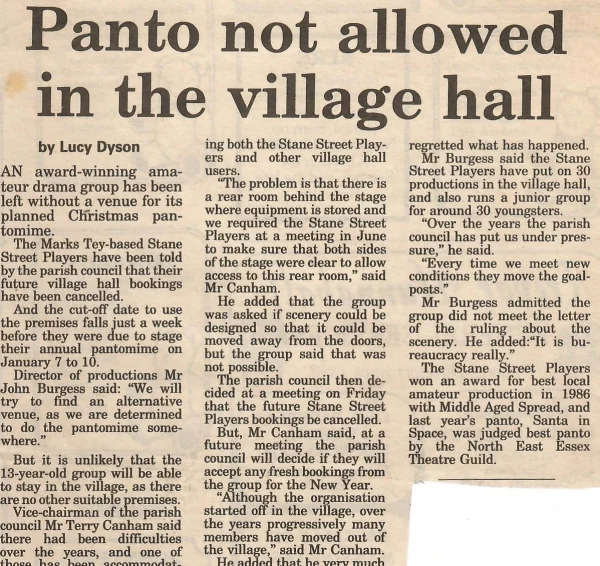 Panto not allowed
in the village hall
by Lucy Dyson
AN award-winning ama-
teur drama group has been
left without a venue for its
planned Christmas pan-
tomime.
The Marks Tey-based Stane
Street Players have been told
by the parish council that their
future village hall bookings
have been cancelled.
And the cut-off date to use
the premises falls just a week
before they were due to stage
their annual pantomime on
January 7 to 10.
Director of productions Mr
John Burgess said: “We will
try to find an alternative
venue, as we are determined
to do the pantomime some-
where.”
But it is unlikely that the
13-year-old group will be able
to stay in the village, as there
are no other suitable premises.
Vice-chairman of the parish
council Mr Terry Canham said
there had been difficulties
over the years, and one of
those has been accommodat-
ing both the Stane Street Play-
ers and other village hall
users.
“The problem is that there is
a rear room behind the stage
where equipment is stored and
we required the Stane Street
Players at a meeting in June
to make sure that both sides
of the stage were clear to allow
access to this rear room,” said
Mr Canham.
He added that the group
was asked if scenery could be
designed so that it could be
moved away from the doors,
but the group said that was
not possible.
The parish council then de-
cided at a meeting on Friday
that the future Stane Street
Players bookings be cancelled.
But, Mr Canham said, at a
future meeting the parish
council will decide if they will
accept any fresh bookings from
the group for the New Year.
“Although the organisation
started off in the village, over
the years progressively many
members have moved out of
the village,” said Mr Canham.
He added that he very much
regretted what has happened.
Mr Burgess said the Stane
Street Players have put on 30
productions in the village hall,
and also runs a junior group
for around 30 youngsters.
“Over the years the parish
council has put us under pres-
sure,” he said.
“Every time we meet new
conditions they move the goal-
posts.”
Mr Burgess admitted the
group did not meet the letter
of the ruling about the
scenery. He added:“It is bu-
reaucracy really.”
The Stane Street Players
won an award for best local
amateur production in 1986
with Middle Aged Spread, and
last year’s panto, Santa in
Space, was judged best panto
by the North East Essex
Theatre Guild.